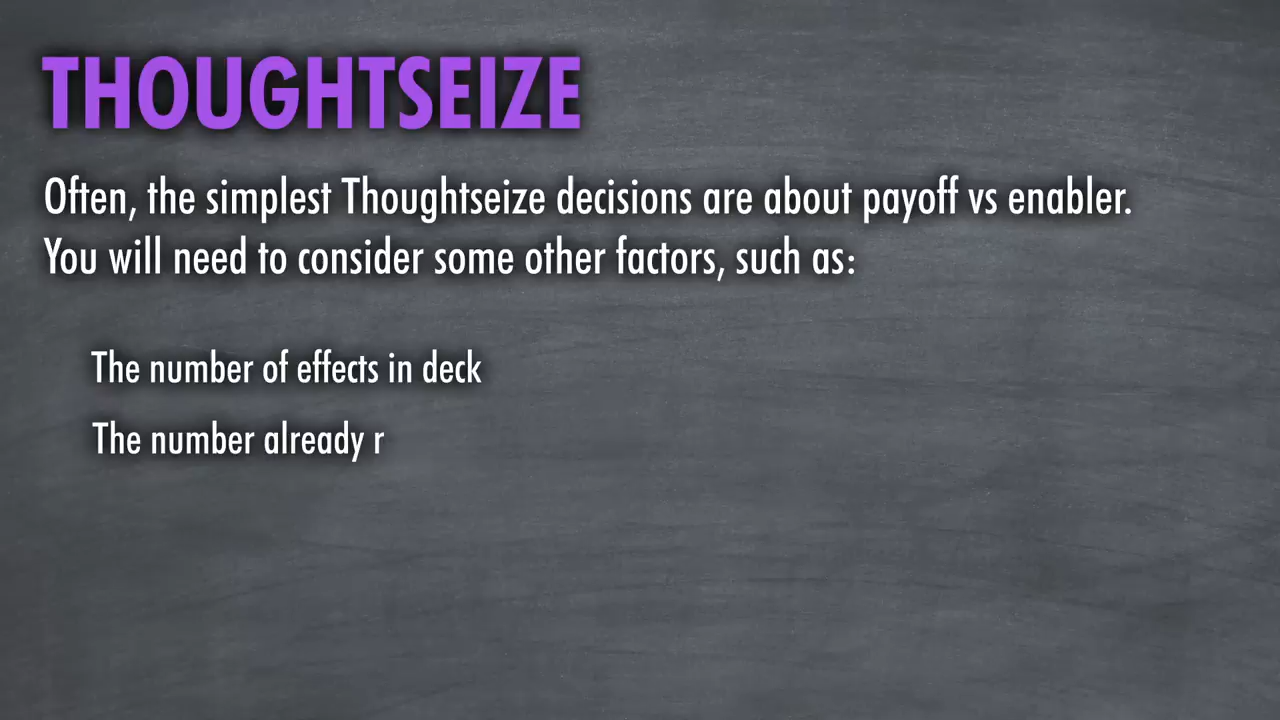 THOUGHTSEIZE
Often, the simplest Thoughtseize decisions are about payoff vs enabler.
You will need to consider some other factors, such as:
The number of effects in deck
The number already r